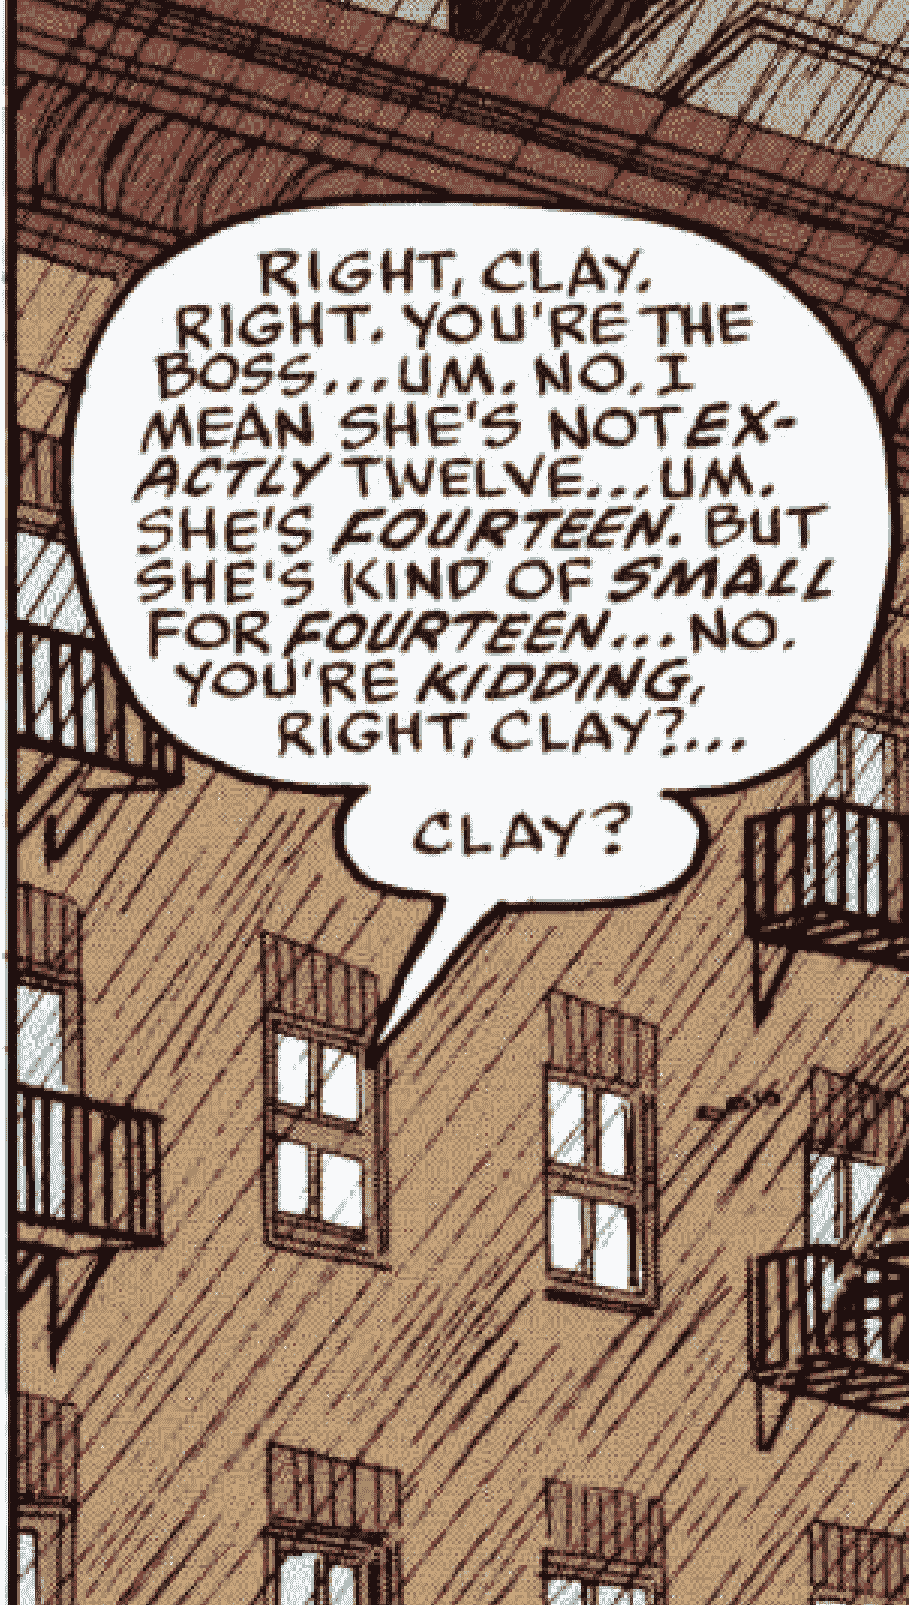 RIGHT, CLAY.
RIGHT. YOU'RE THE
BOSS...UM. NO. I
MEAN SHE'S NOT EX-
ACTLY TWELVE...UM.
SHE'S FOURTEEN. BUT
SHE'S KIND OF SMALL
FOR FOURTEEN... NO.
YOU'RE KIDDING,
RIGHT, CLAY?...
CLAY?